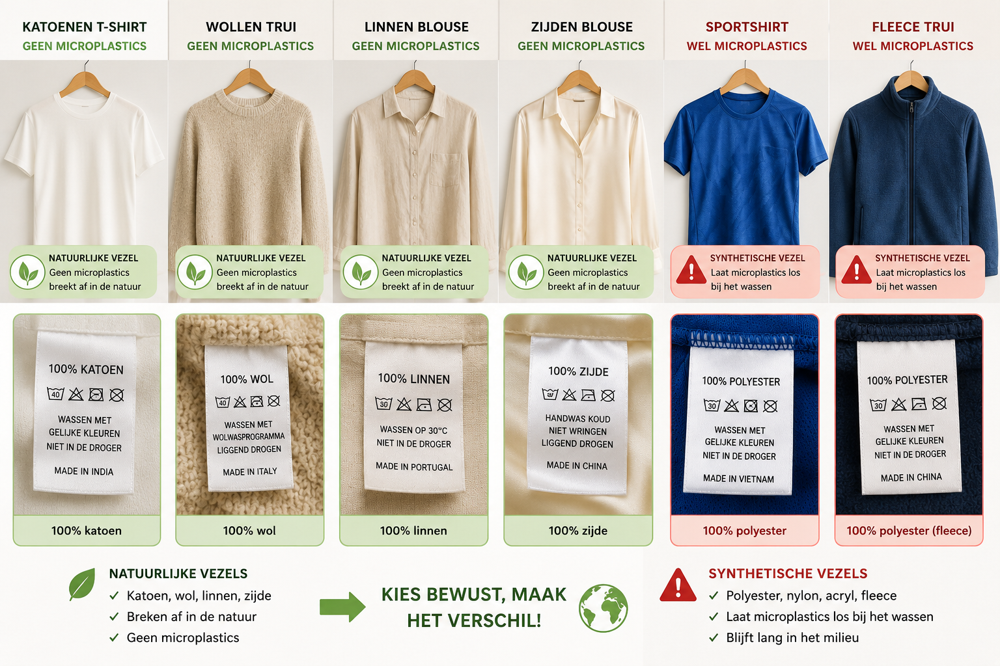 KATOENEN T-SHIRT
GEEN MICROPLASTICS
WOLLEN TRUI
GEEN MICROPLASTICS
LINNEN BLOUSE
GEEN MICROPLASTICS
ZIJDEN BLOUSE
GEEN MICROPLASTICS
SPORTSHIRT
WEL MICROPLASTICS
FLEECE TRUI
WEL MICROPLASTICS
NATUURLIJKE VEZEL
Geen microplastics
breekt af in de natuur
NATUURLIJKE VEZEL
Geen microplastics
breekt af in de natuur
NATUURLIJKE VEZEL
Geen microplastics
breekt af in de natuur
NATUURLIJKE VEZEL
Geen microplastics
breekt af in de natuur
SYNTHETISCHE VEZEL
Laat microplastics los
bij het wassen
SYNTHETISCHE VEZEL
Laat microplastics los
bij het wassen
100% KATOEN
40
WASSEN MET
GELIJKE KLEUREN
NIET IN DE DROGER
MADE IN INDIA
100% katoen
100% WOL
40
WASSEN MET
WOLWASPROGRAMMA
LIGGEND DROGEN
MADE IN ITALY
100% wol
100% LINNEN
30
WASSEN OP 30°C
NIET IN DE DROGER
MADE IN PORTUGAL
100% linnen
100% ZIJDE
HANDWAS KOUD
NIET WRINGEN
LIGGEND DROGEN
MADE IN CHINA
100% zijde
100% POLYESTER
30
WASSEN MET
GELIJKE KLEUREN
NIET IN DE DROGER
MADE IN VIETNAM
100% polyester
100% POLYESTER
30
WASSEN MET
GELIJKE KLEUREN
NIET IN DE DROGER
MADE IN CHINA
100% polyester (fleece)
NATUURLIJKE VEZELS
Katoen, wol, linnen, zijde
Breken af in de natuur
Geen microplastics
KIES BEWUST, MAAK
HET VERSCHIL!
SYNTHETISCHE VEZELS
Polyester, nylon, acryl, fleece
Laat microplastics los bij het wassen
Blijft lang in het milieu